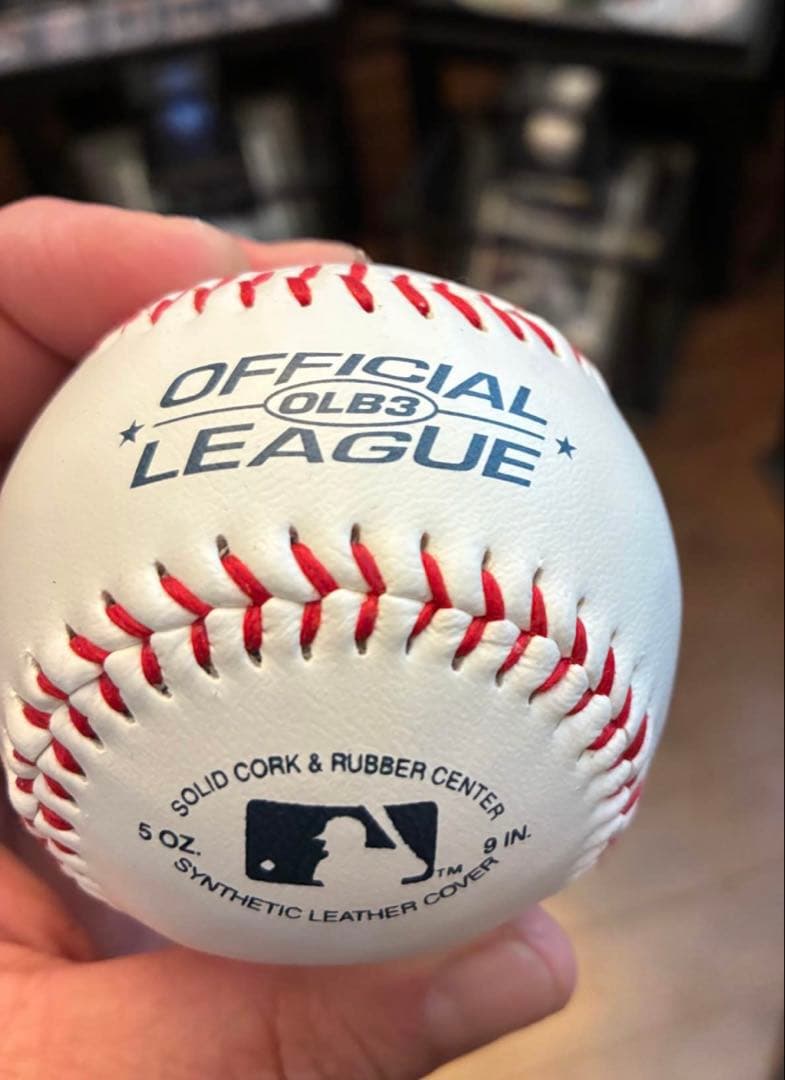 OFFICIAL
OLB3
LEAGUE
SOLID CORK & RUBBER CENTER
5 OZ.
9 IN.
TM
SYNTHETIC LEATHER COVER